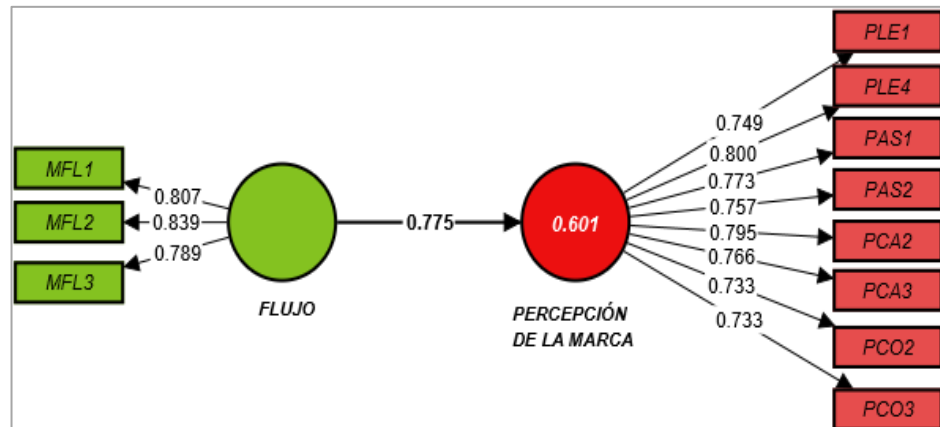 MFL1
MFL2
MFL3
0.807
0.839
0.789
FLUJO
0.775
0.601
PERCEPCIÓN
DE LA MARCA
0.749
0.800
0.773
0.757
0.795
0.766
0.733
0.733
PLE1
PLE4
PAS1
PAS2
PCA2
PCA3
PCO2
PCO3